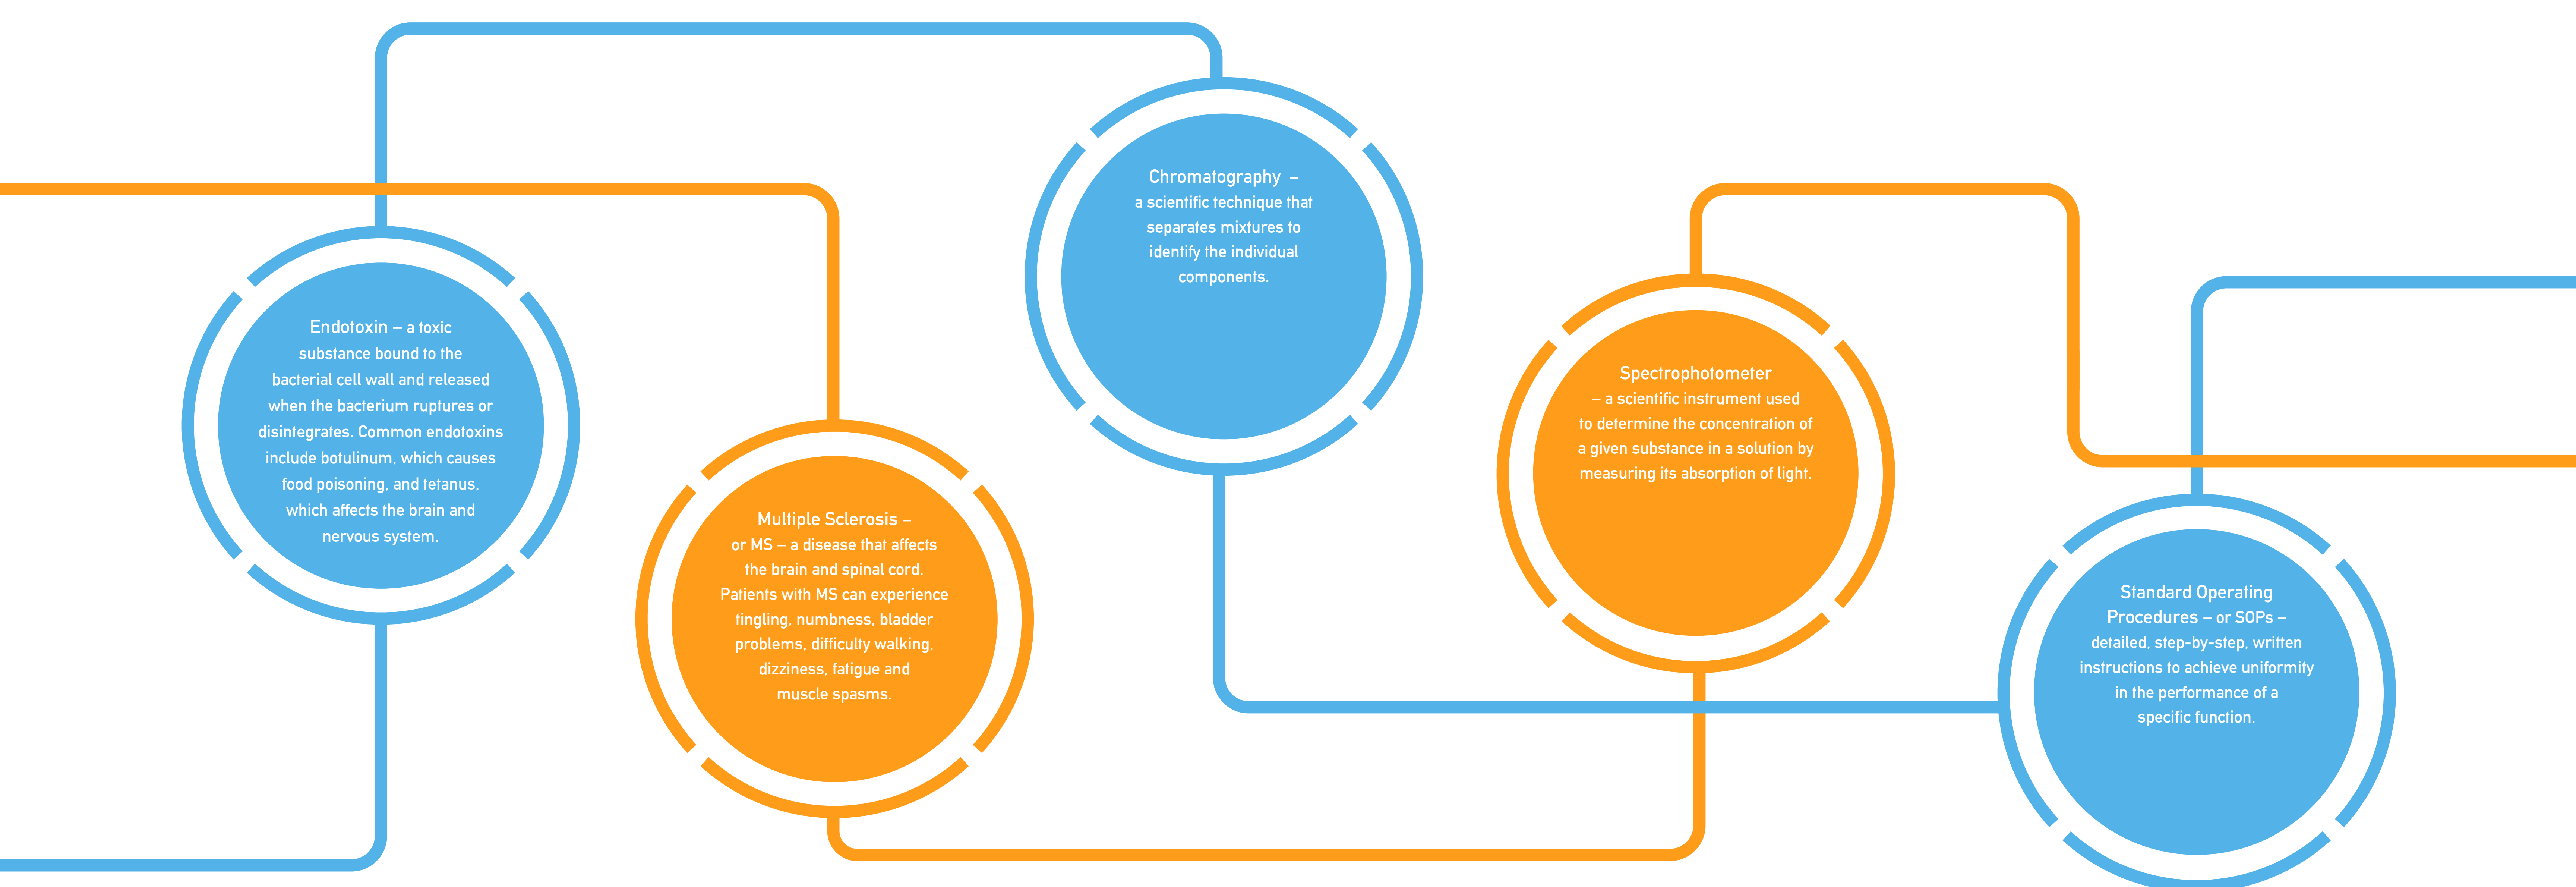 Endotoxin – a toxic
substance bound to the
bacterial cell wall and released
when the bacterium ruptures or
disintegrates. Common endotoxins
include botulinum, which causes
food poisoning, and tetanus,
which affects the brain and
nervous system.
Multiple Sclerosis –
or MS – a disease that affects
the brain and spinal cord.
Patients with MS can experience
tingling, numbness, bladder
problems, difficulty walking,
dizziness, fatigue and
muscle spasms.
Chromatography –
a scientific technique that
separates mixtures to
identify the individual
components.
Spectrophotometer
– a scientific instrument used
to determine the concentration of
a given substance in a solution by
measuring its absorption of light.
Standard Operating
Procedures – or SOPs –
detailed, step-by-step, written
instructions to achieve uniformity
in the performance of a
specific function.